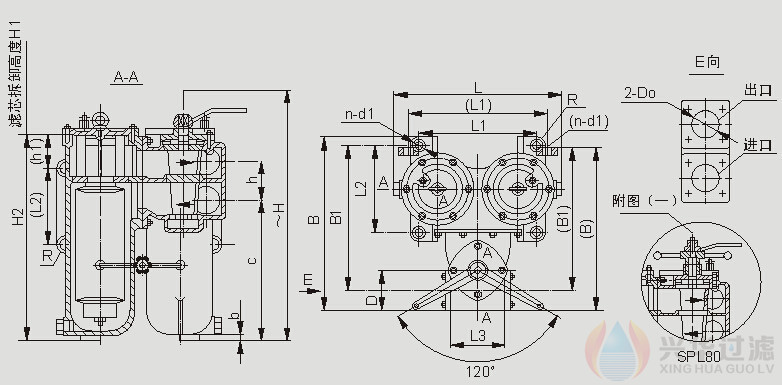 滤芯拆卸高度H1
A-A
(h1)
(L2)
H2
R
h
~H
c
b
L
(L1)
L1
n-d1
R
(n-d1)
A
A
L2
B
B1
(B1)
(B)
E
D
A
A
L3
120°
E向
2-Do
出口
进口
附图（一）
SPL80
兴华过滤
XING HUA GUO LV